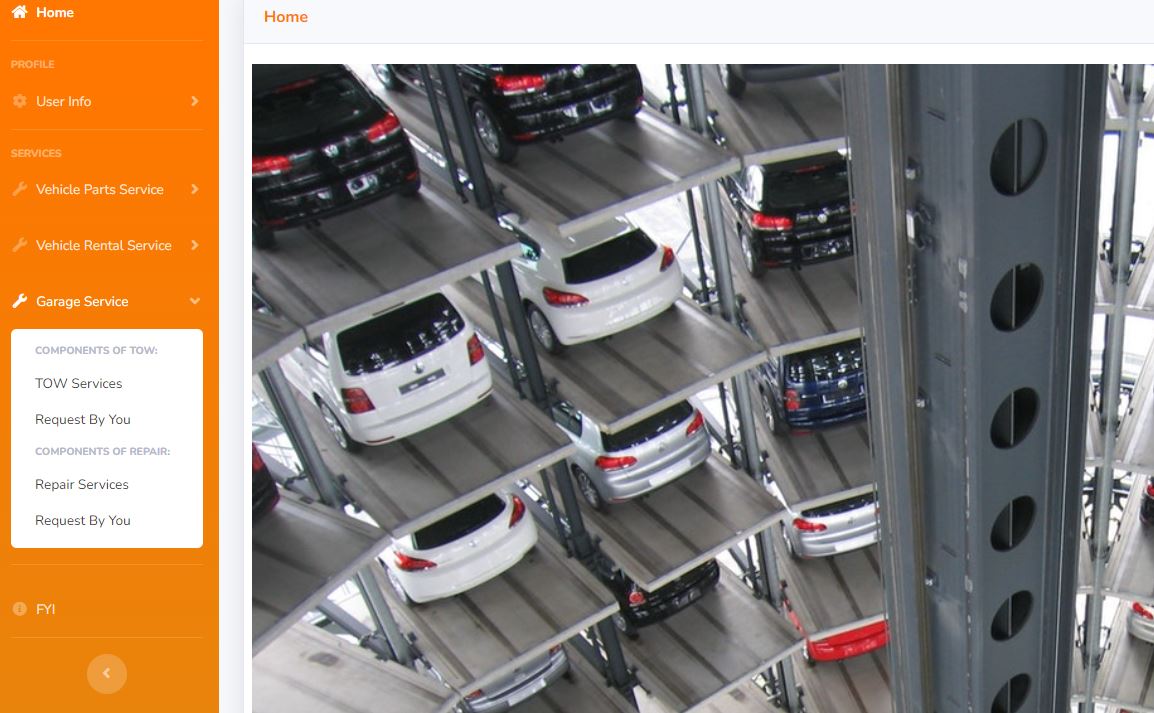 Home
PROFILE
User Info
SERVICES
Vehicle Parts Service
Vehicle Rental Service
Garage Service
COMPONENTS OF TOW:
TOW Services
Request By You
COMPONENTS OF REPAIR:
Repair Services
Request By You
FYI
Home